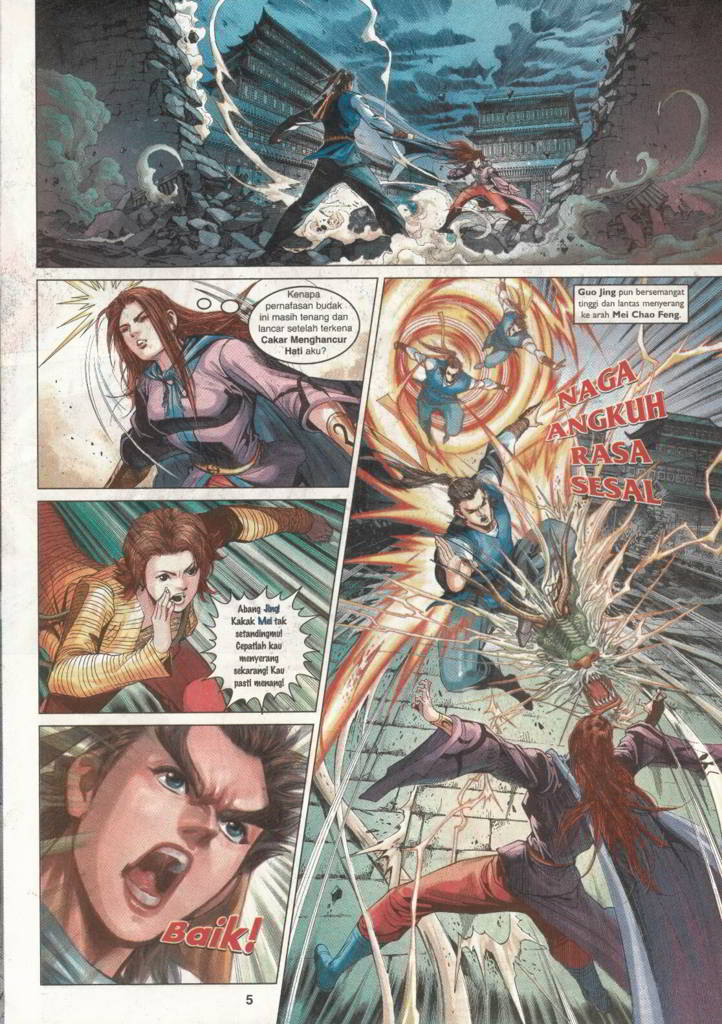 Kenapa
pernafasan budak
ini masih tenang dan
lancar setelah terkena
Cakar Menghancur
Hati aku?
Abang Jing!
Kakak Mei tak
setandingmu!
Cepatlah kau
menyerang
sekarang! Kau
pasti menang!
Baik!
Guo Jing pun bersemangat
tinggi dan lantas menyerang
ke arah Mei Chao Feng.
NAGA
ANGKUH
RASA
SESAL
5